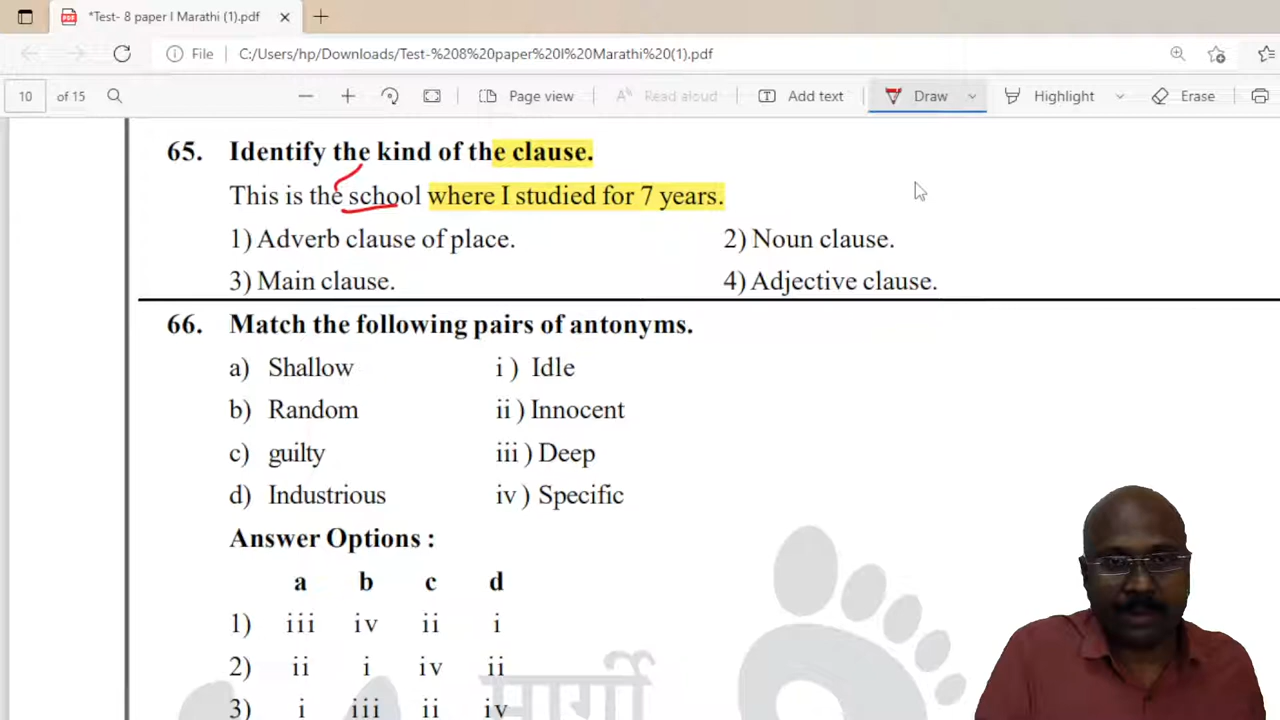 *Test- 8 paper I Marathi (1).pdf
File C:/Users/hp/Downloads/Test-%208%20paper%20I%20Marathi%20(1).pdf
10 of 15 Page view Read aloud Add text Draw Highlight Erase
65. Identify the kind of the clause.
This is the school where I studied for 7 years.
1) Adverb clause of place. 2) Noun clause.
3) Main clause. 4) Adjective clause.
66. Match the following pairs of antonyms.
a) Shallow i ) Idle
b) Random ii ) Innocent
c) guilty iii ) Deep
d) Industrious iv ) Specific
Answer Options :
a b c d
1) iii iv ii i
2) ii i iv ii
3) i iii ii iv
मार्गी